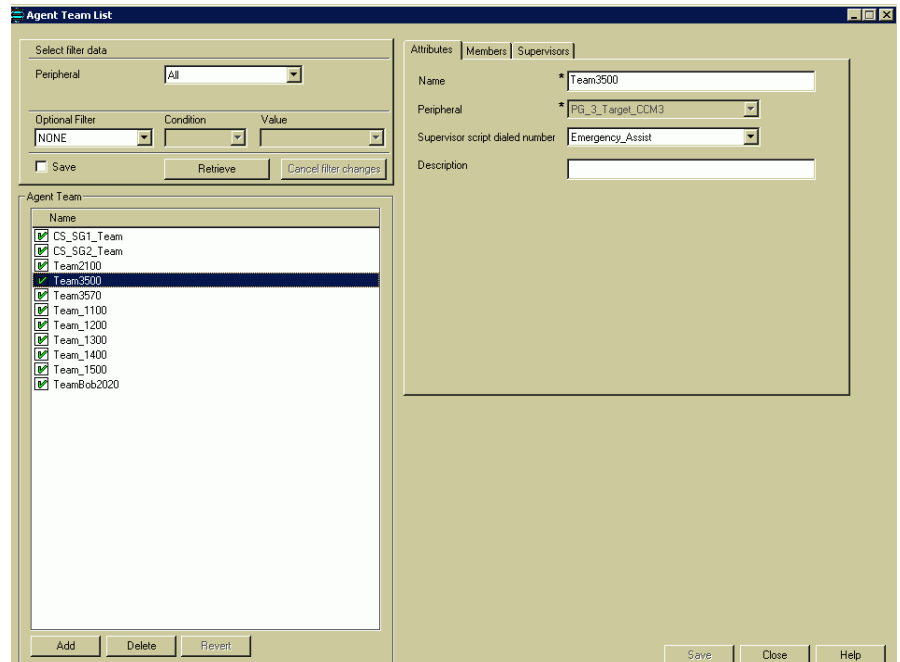 Agent Team List
Select filter data
Peripheral
All
Optional Filter
Condition
Value
NONE
Save
Retrieve
Cancel filter changes
Agent Team
Name
CS_SG1_Team
CS_SG2_Team
Team2100
Team3500
Team3570
Team_1100
Team_1200
Team_1300
Team_1400
Team_1500
TeamBob2020
Add
Delete
Revert
Attributes
Members
Supervisors
Name
* Team3500
Peripheral
* PG_3_Target_CCM3
Supervisor script dialed number
Emergency_Assist
Description
Save
Close
Help